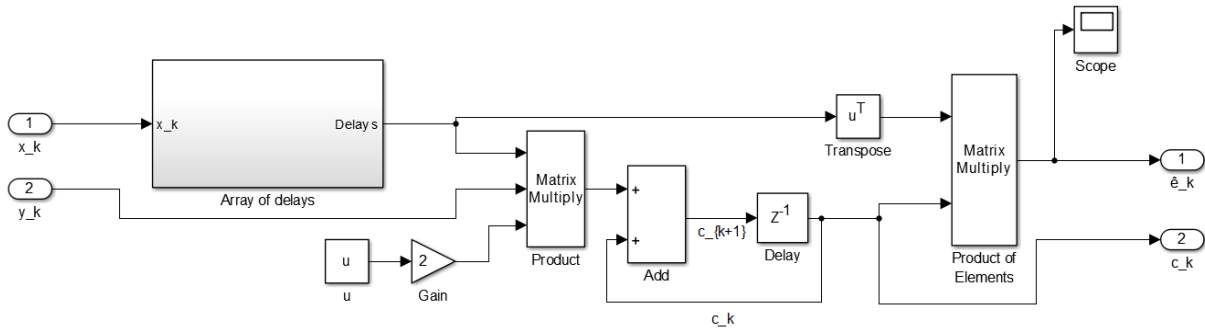 Scope
1
x_k
x_k
Delays
Array of delays
u^T
Transpose
Matrix
Multiply
1
ê_k
2
y_k
Matrix
Multiply
Product
+
+
Add
c_{k+1}
Z^-1
Delay
Product of
Elements
2
c_k
u
u
2
Gain
c_k